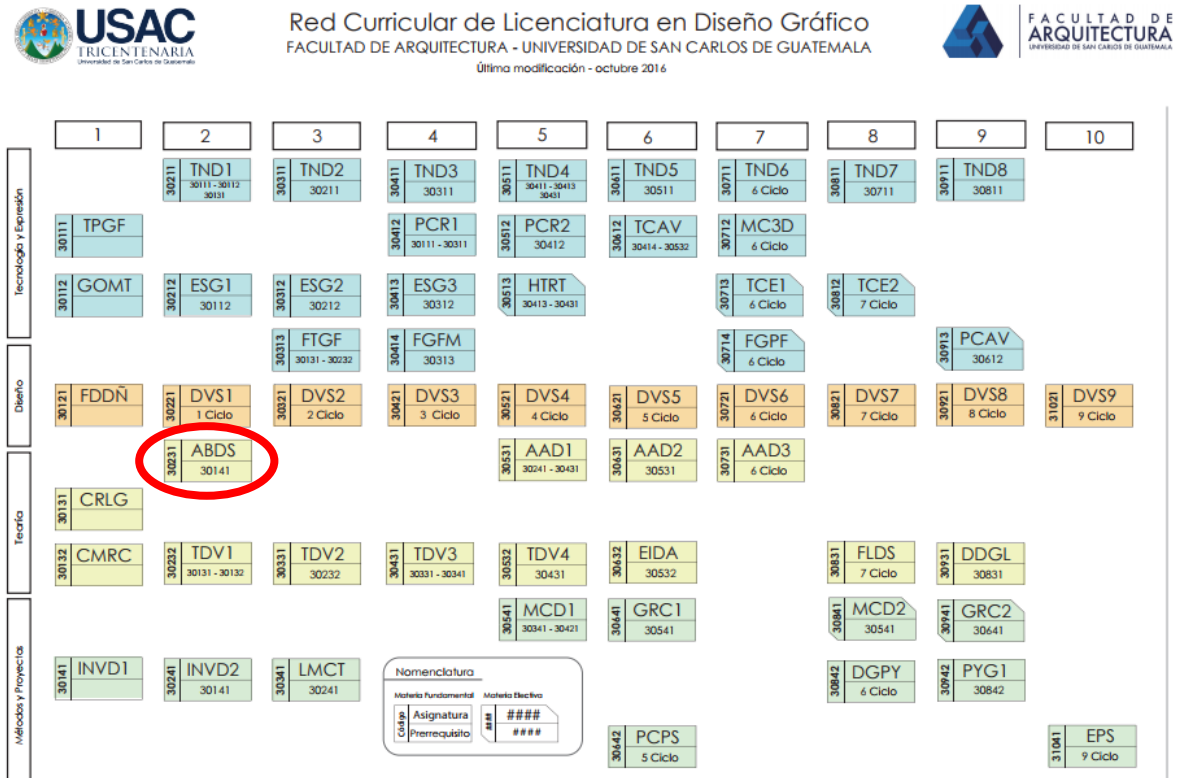 USAC
TRICENTENARIA
Universidad de San Carlos de Guatemala
Red Curricular de Licenciatura en Diseño Gráfico
FACULTAD DE ARQUITECTURA - UNIVERSIDAD DE SAN CARLOS DE GUATEMALA
Última modificación - octubre 2016
FACULTAD DE
ARQUITECTURA
UNIVERSIDAD DE SAN CARLOS DE GUATEMALA
1 2 3 4 5 6 7 8 9 10
Tecnología y Expresión
30211 TND1
30111 - 30112
30131
30311 TND2
30211
30411 TND3
30311
30511 TND4
30411 - 30413
30431
30611 TND5
30511
30711 TND6
6 Ciclo
30811 TND7
30711
30911 TND8
30811
30111 TPGF
30412 PCR1
30111 - 30311
30512 PCR2
30412
30612 TCAV
30414 - 30532
30712 MC3D
6 Ciclo
30112 GOMT
30212 ESG1
30112
30312 ESG2
30212
30413 ESG3
30312
30513 HTRT
30413 - 30431
30713 TCE1
6 Ciclo
30812 TCE2
7 Ciclo
30313 FTGF
30131 - 30232
30414 FGFM
30313
30714 FGPF
6 Ciclo
30913 PCAV
30612
Diseño
30121 FDDÑ
30221 DVS1
1 Ciclo
30321 DVS2
2 Ciclo
30421 DVS3
3 Ciclo
30521 DVS4
4 Ciclo
30621 DVS5
5 Ciclo
30721 DVS6
6 Ciclo
30821 DVS7
7 Ciclo
30921 DVS8
8 Ciclo
31021 DVS9
9 Ciclo
Teoría
30231 ABDS
30141
30531 AAD1
30241 - 30431
30631 AAD2
30531
30731 AAD3
6 Ciclo
30131 CRLG
30132 CMRC
30232 TDV1
30131 - 30132
30331 TDV2
30232
30431 TDV3
30331 - 30341
30532 TDV4
30431
30632 EIDA
30532
30831 FLDS
7 Ciclo
30931 DDGL
30831
Métodos y Proyectos
30541 MCD1
30341 - 30421
30641 GRC1
30541
30841 MCD2
30541
30941 GRC2
30641
30141 INVD1
30241 INVD2
30141
30341 LMCT
30241
30842 DGPY
6 Ciclo
30942 PYG1
30842
Nomenclatura
Materia Fundamental Materia Electiva
Código Asignatura
Prerrequisito
#### ####
####
30642 PCPS
5 Ciclo
31041 EPS
9 Ciclo